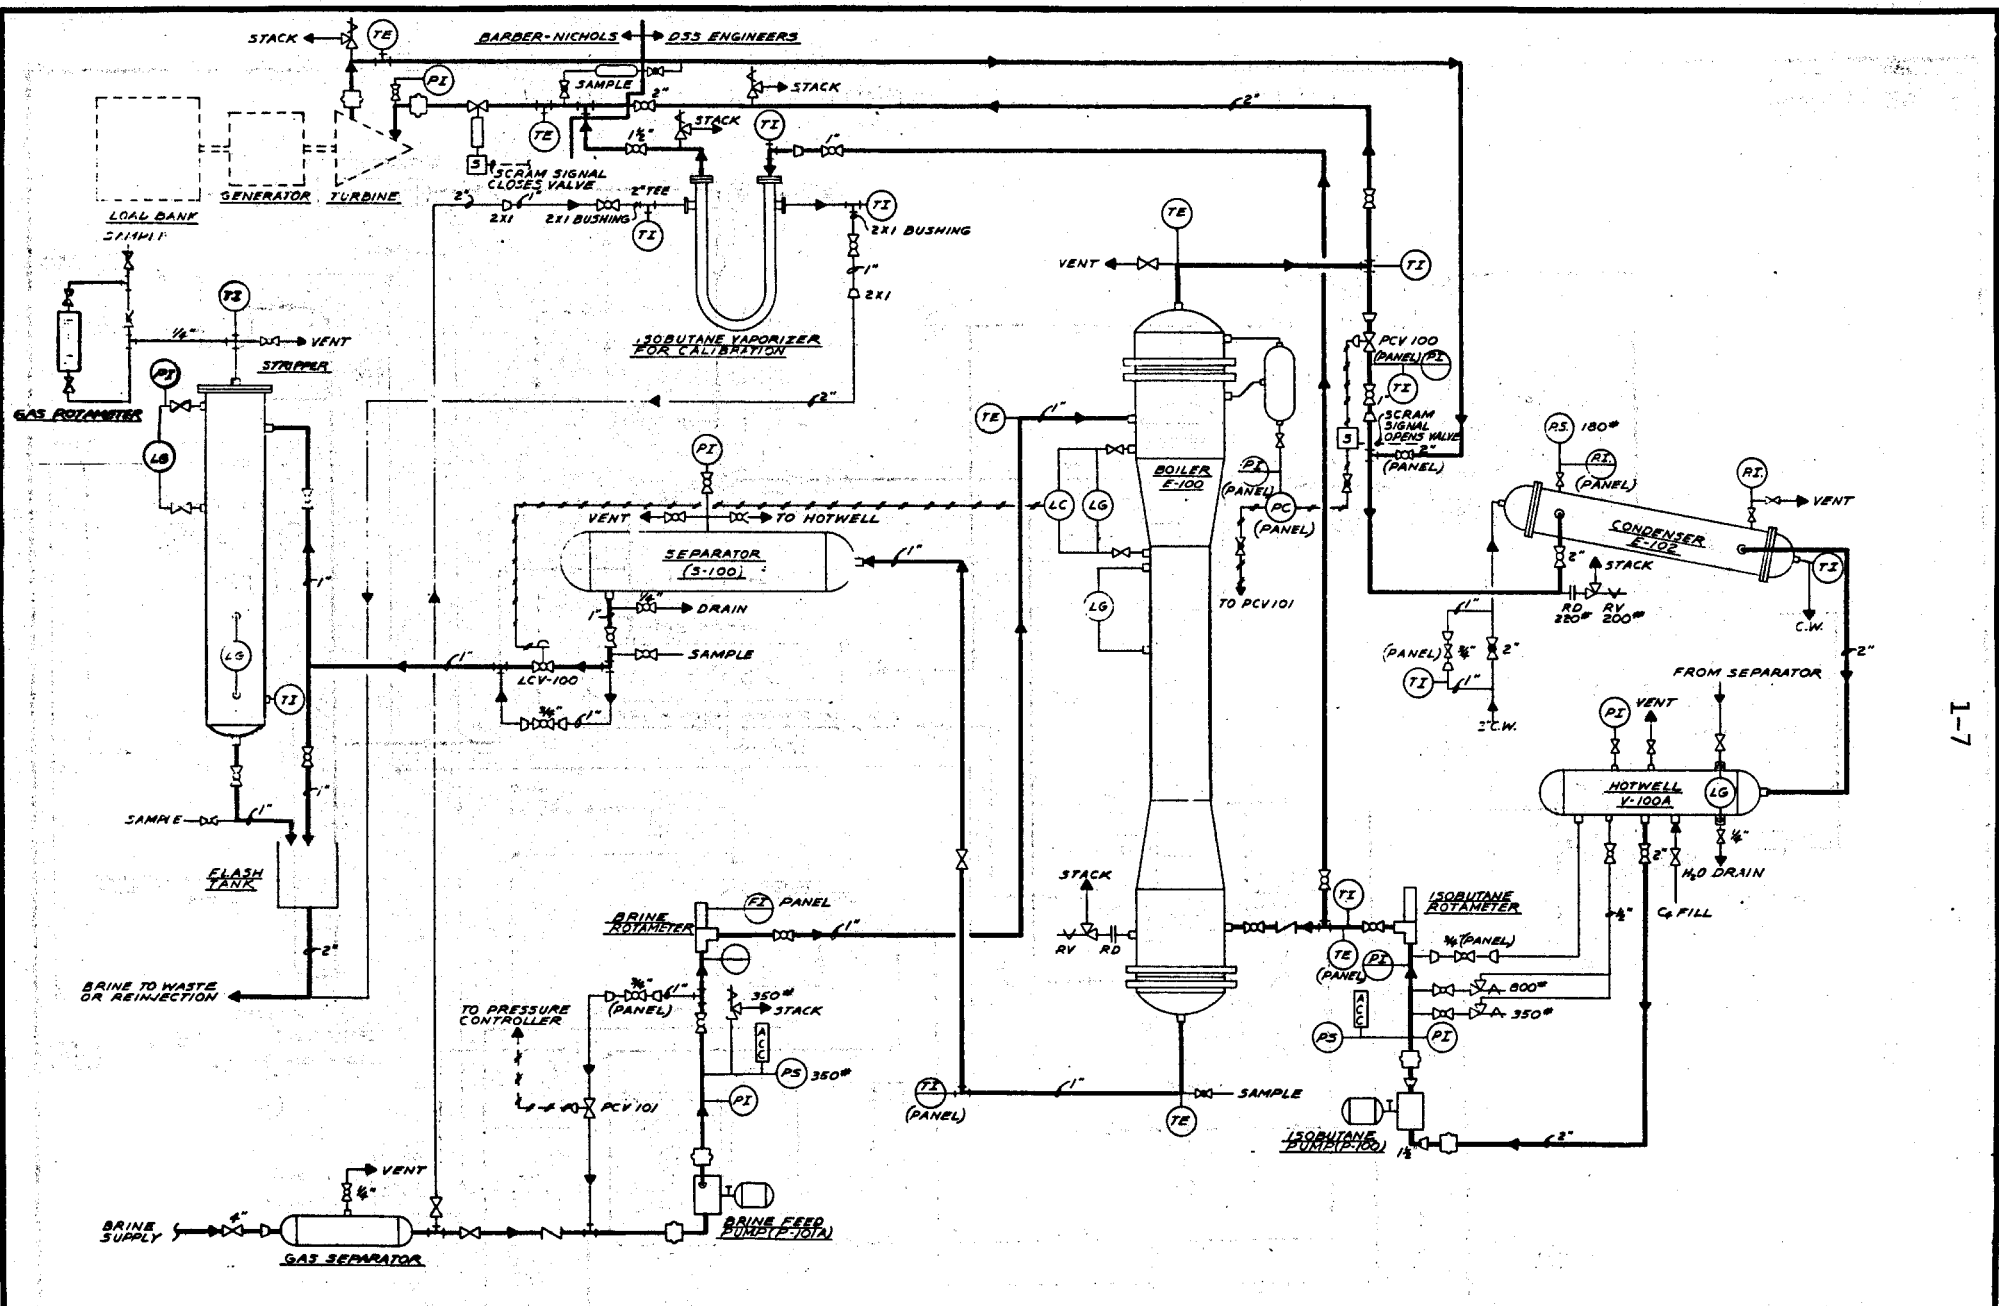 STACK
TE
BARBER-NICHOLS
DSS ENGINEERS
PI
SAMPLE
2"
STACK
2"
TE
1½"
STACK
TI
1"
S
SCRAM SIGNAL
CLOSES VALVE
LOAD BANK
GENERATOR
TURBINE
2"
2X1
1"
2X1 BUSHING
2" TEE
TI
TI
2X1 BUSHING
1"
2X1
ISOBUTANE VAPORIZER
FOR CALIBRATION
2"
SAMPLE
TI
¼"
VENT
STRIPPER
PI
GAS ROTAMETER
LG
LG
TI
1"
1"
SAMPLE
1"
FLASH
TANK
2"
BRINE TO WASTE
OR REINJECTION
PI
VENT
TO HOTWELL
SEPARATOR
(S-100)
1"
1"
¼"
DRAIN
SAMPLE
1"
LCV-100
¾"
1"
TE
1"
TE
VENT
TI
BOILER
E-100
LC
LG
LG
PI
(PANEL)
PC
(PANEL)
TO PCV101
PCV 100
(PANEL)
PI
TI
1"
SCRAM
SIGNAL
OPENS VALVE
S
2"
(PANEL)
PS
180#
PI
(PANEL)
PI
VENT
CONDENSER
E-102
2"
STACK
TI
RD
220#
RV
200#
C.W.
1"
(PANEL)
¾"
2"
TI
1"
2" C.W.
2"
FROM SEPARATOR
PI
VENT
HOTWELL
V-100A
LG
2"
¼"
H₂O DRAIN
C₄ FILL
½"
STACK
RV
RD
TI
ISOBUTANE
ROTAMETER
TE
(PANEL)
PI
¾"(PANEL)
800#
350#
ACC
PS
PI
ISOBUTANE
PUMP(P-100)
1½"
2"
TI
(PANEL)
1"
TE
SAMPLE
BRINE
ROTAMETER
FI
PANEL
1"
TO PRESSURE
CONTROLLER
¾"
(PANEL)
1"
350#
STACK
ACC
PS
350#
PI
PCV 101
BRINE FEED
PUMP(P-101A)
VENT
¼"
BRINE
SUPPLY
4"
GAS SEPARATOR
1-7